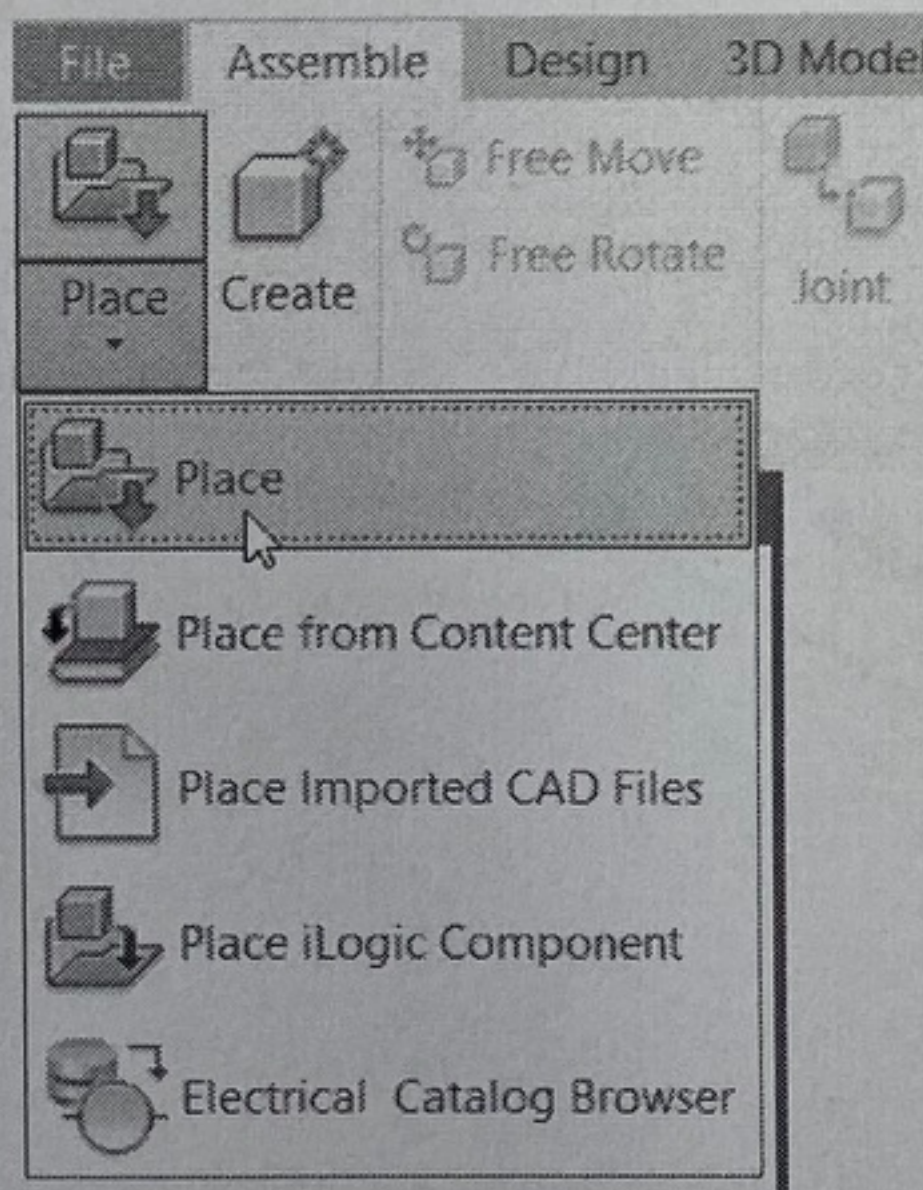 File Assemble Design 3D Model
Free Move
Free Rotate
Place Create Joint
Place
Place from Content Center
Place Imported CAD Files
Place iLogic Component
Electrical Catalog Browser